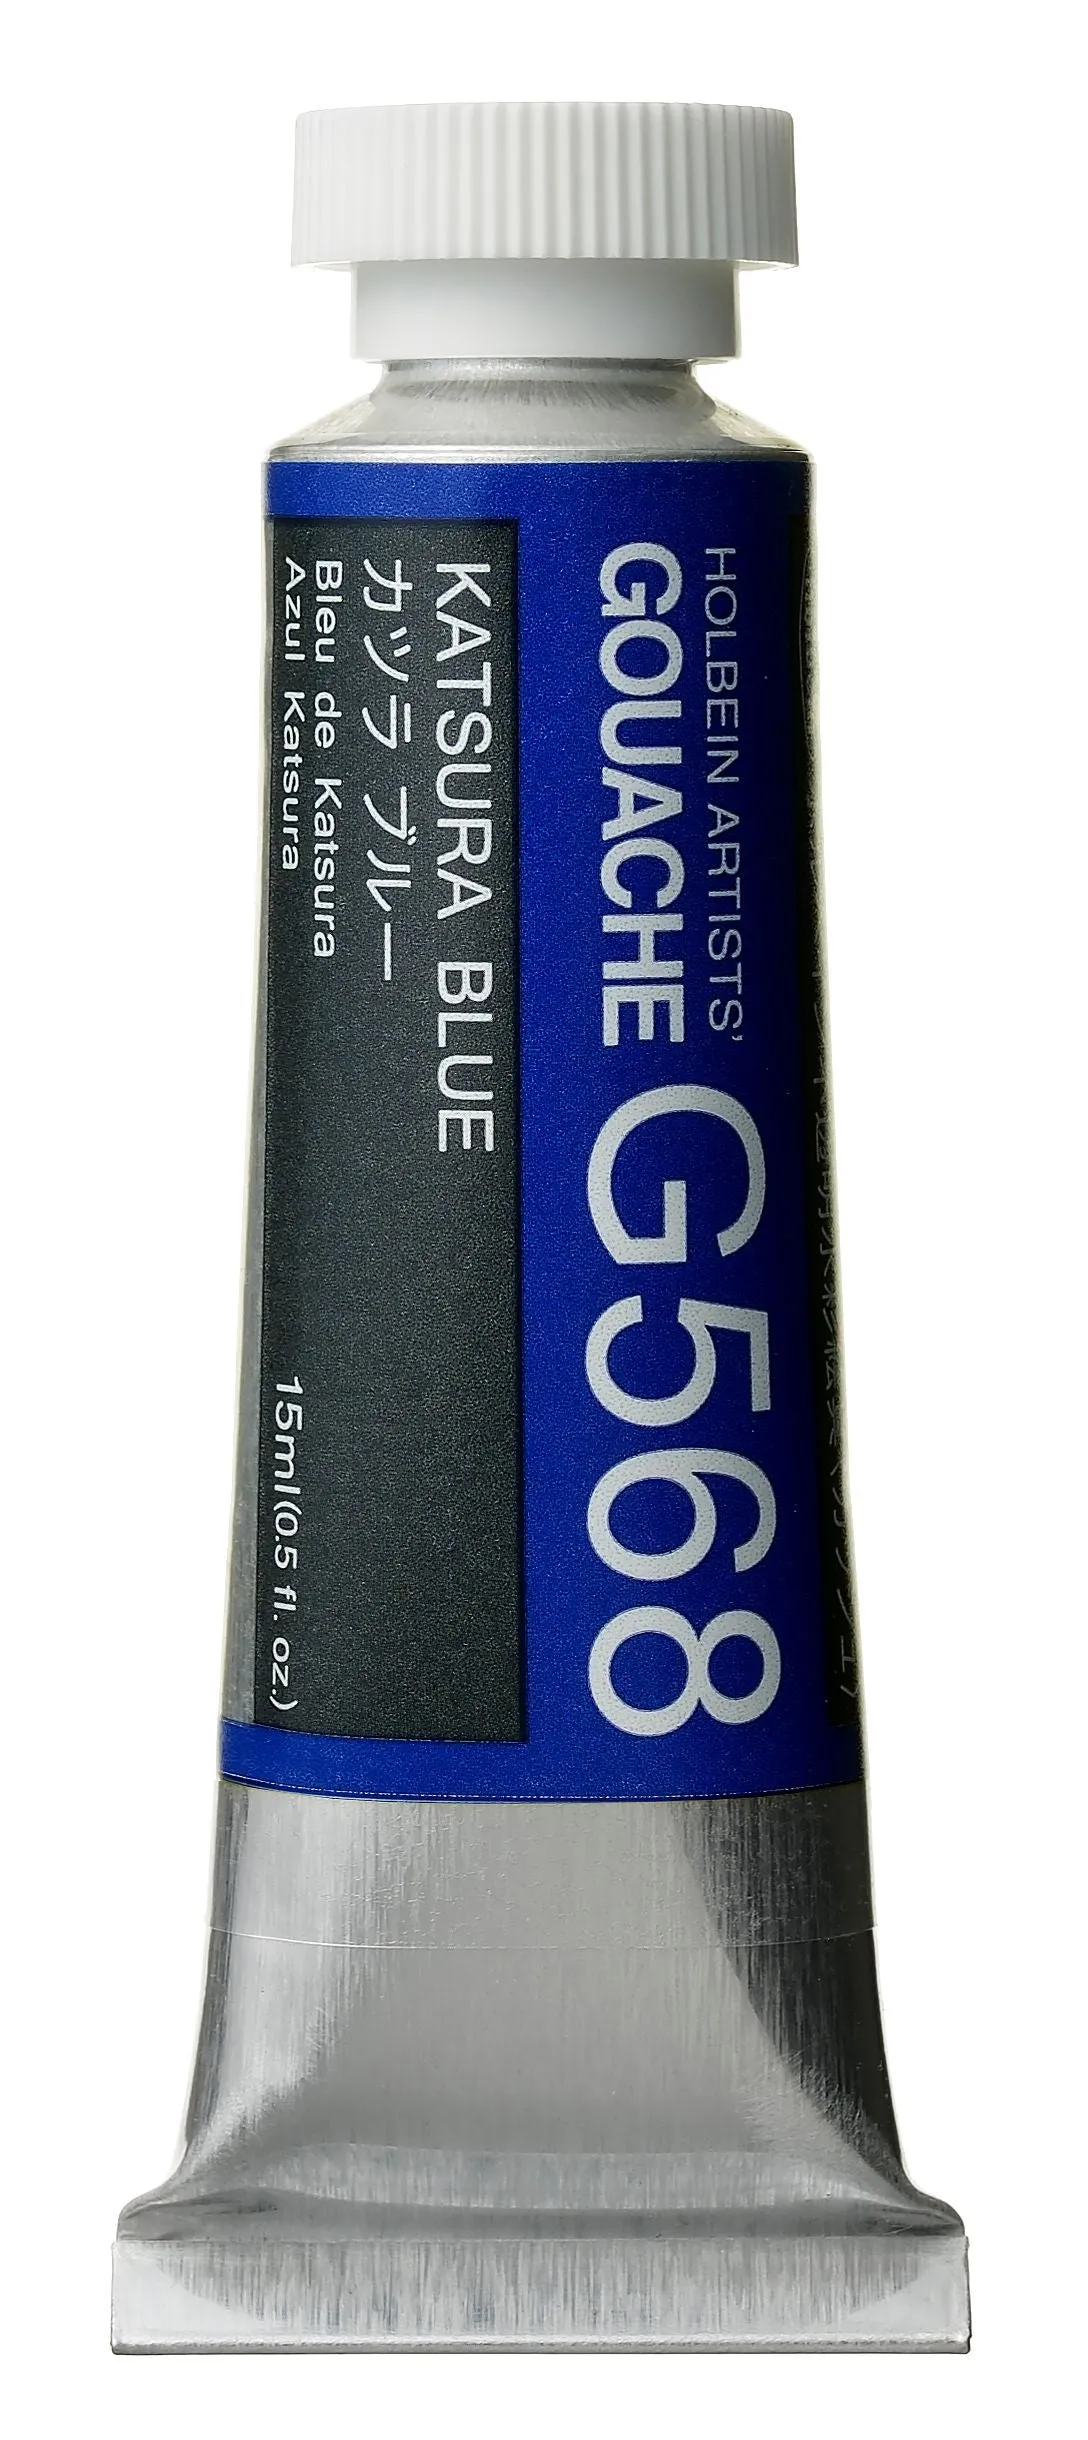 HOLBEIN ARTISTS'
GOUACHE G568
KATSURA BLUE
カツラ ブルー
Bleu de Katsura
Azul Katsura
15ml(0.5 fl. oz.)